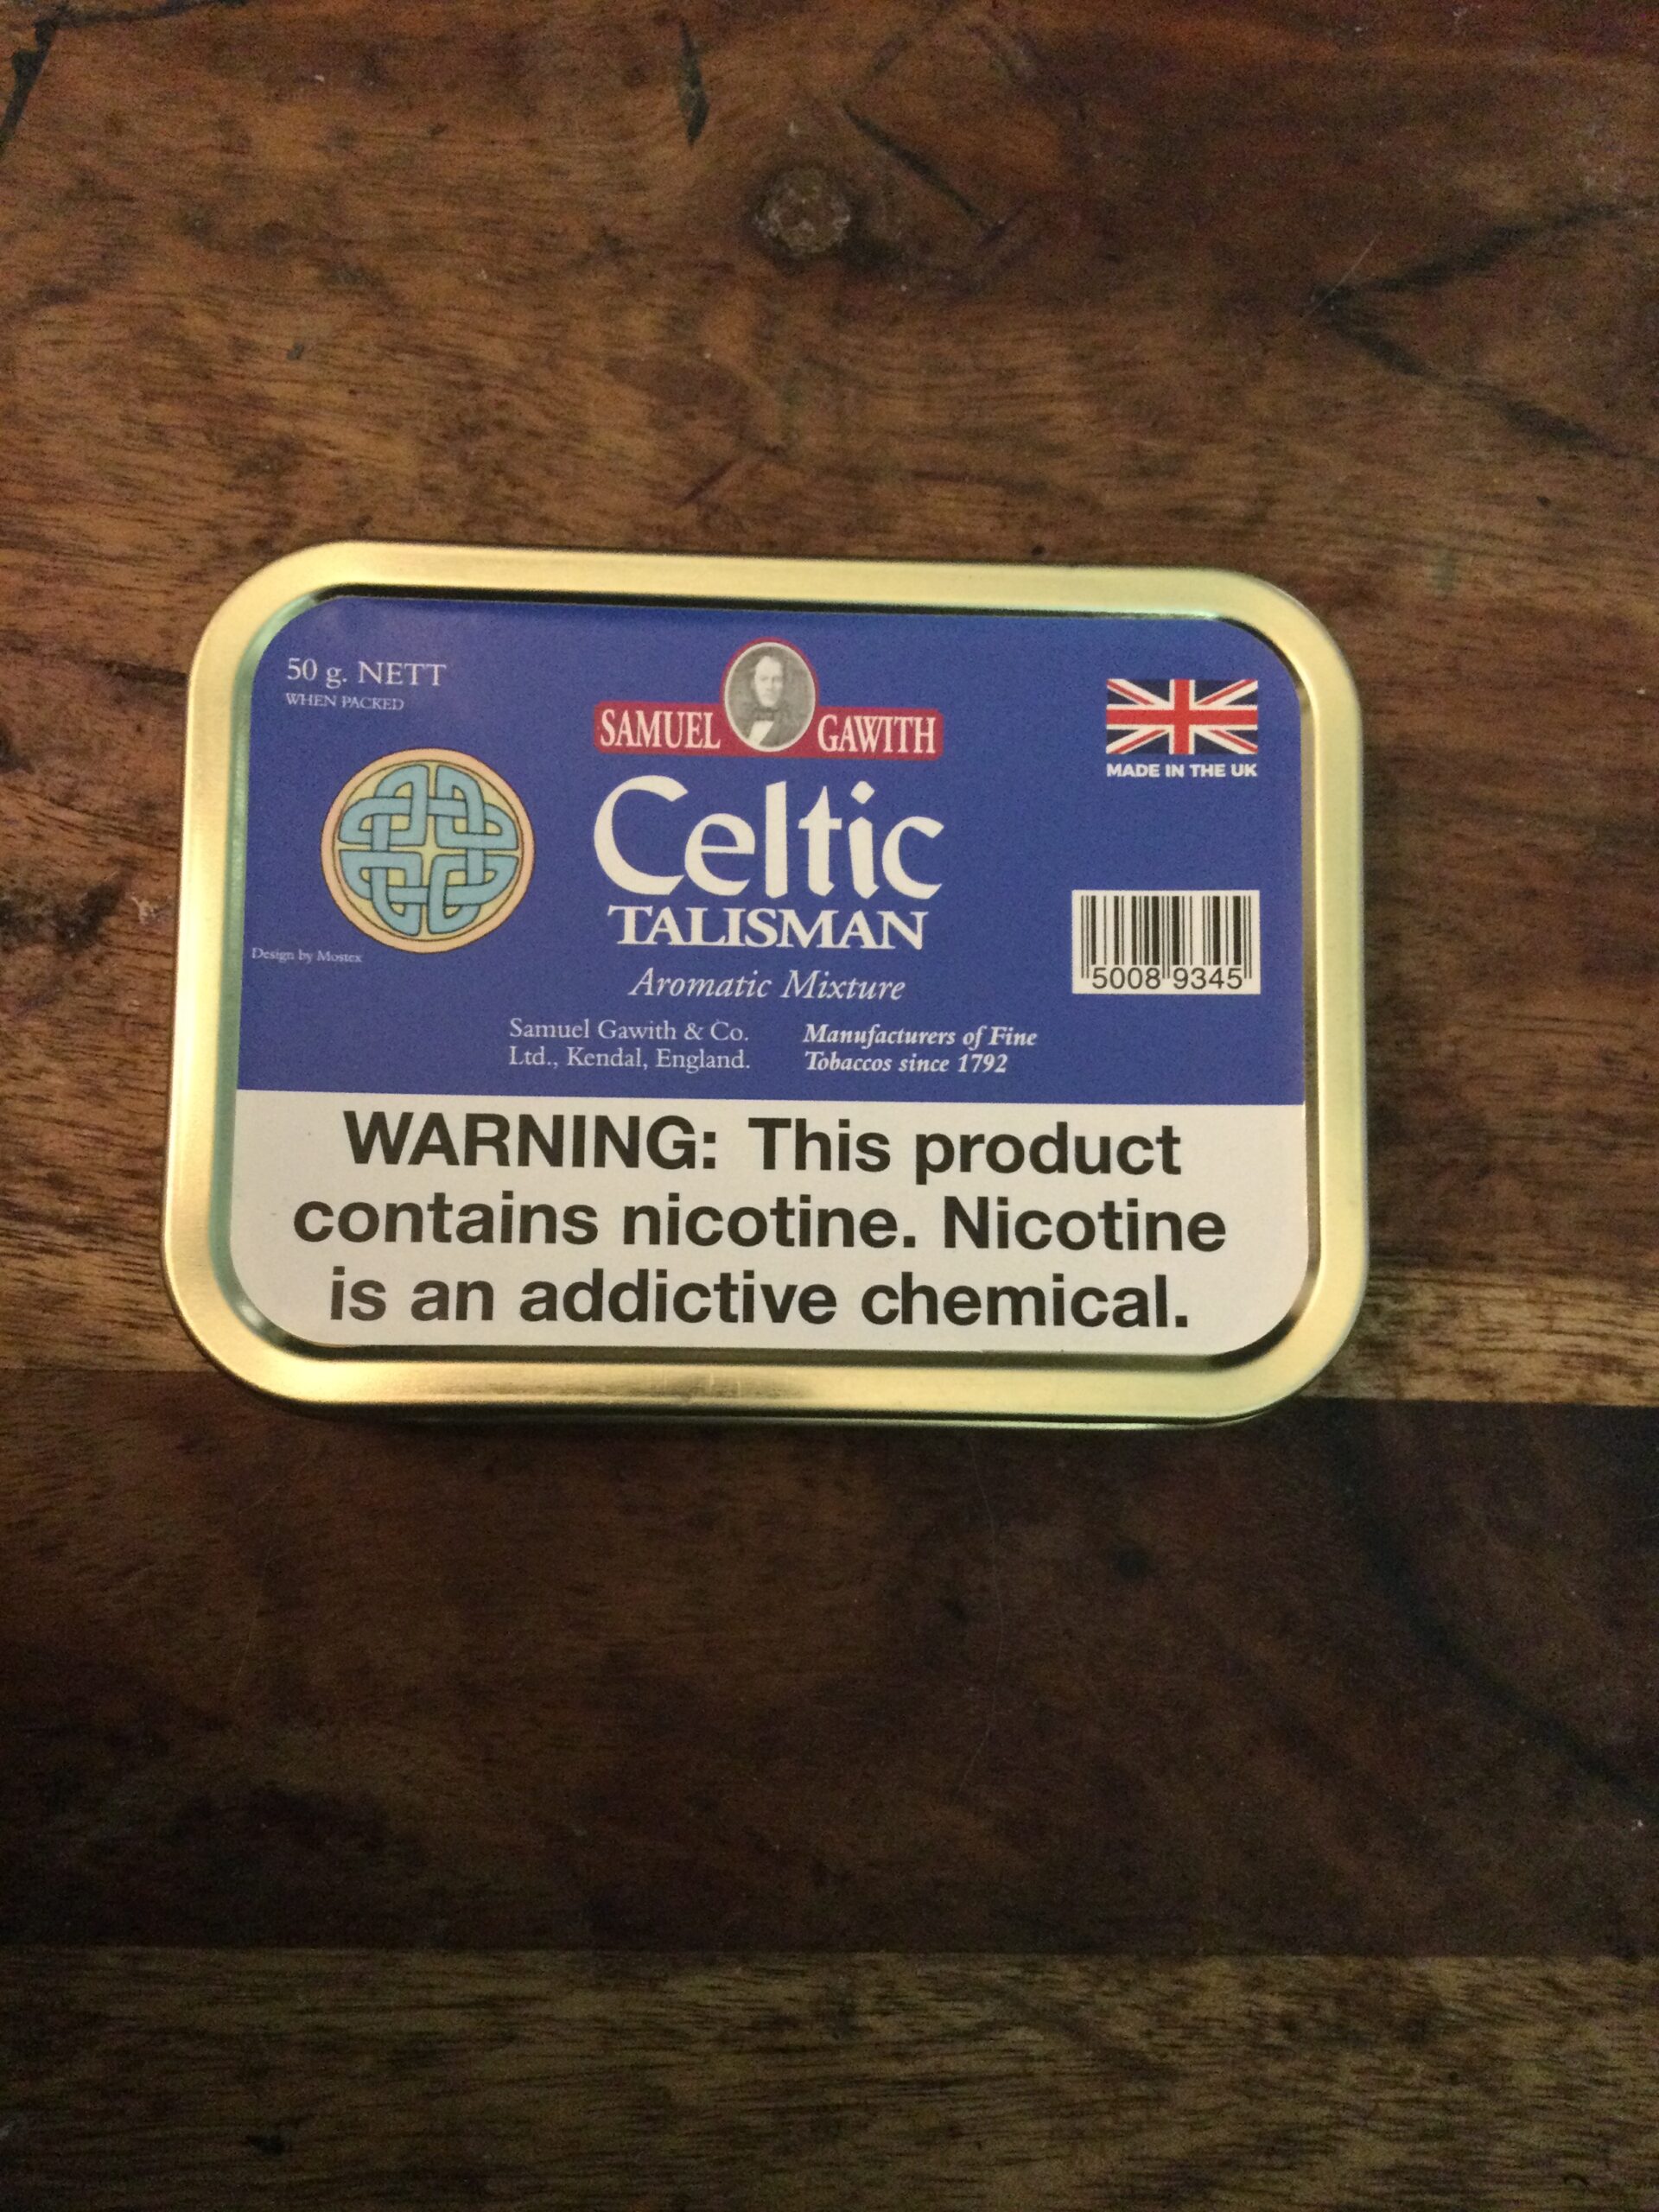 50 g. NETT
WHEN PACKED
SAMUEL GAWITH
MADE IN THE UK
Celtic
TALISMAN
Design by Mostex
Aromatic Mixture
5008 9345
Samuel Gawith & Co.
Ltd., Kendal, England.
Manufacturers of Fine
Tobaccos since 1792
WARNING: This product
contains nicotine. Nicotine
is an addictive chemical.